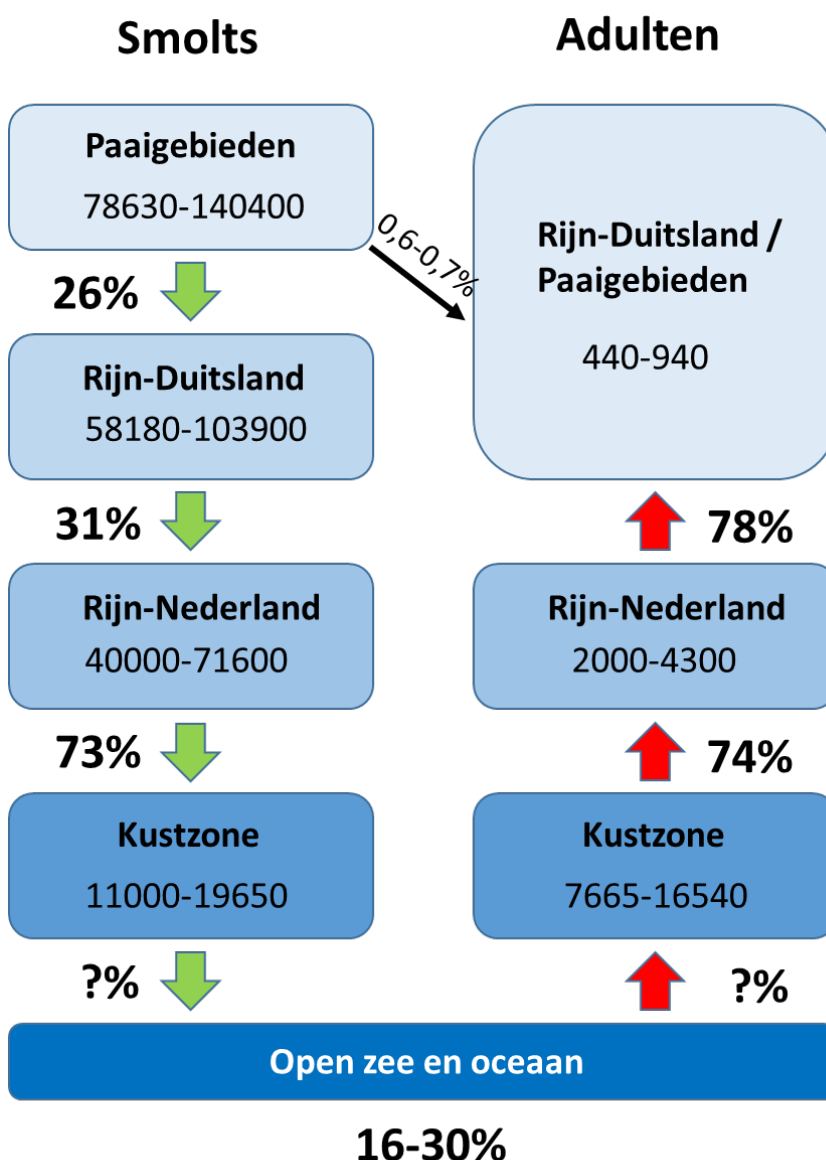 Smolts
Adulten
Paaigebieden
78630-140400
0,6-0,7%
Rijn-Duitsland /
Paaigebieden
440-940
26%
Rijn-Duitsland
58180-103900
31%
78%
Rijn-Nederland
40000-71600
Rijn-Nederland
2000-4300
73%
74%
Kustzone
11000-19650
Kustzone
7665-16540
?%
?%
Open zee en oceaan
16-30%